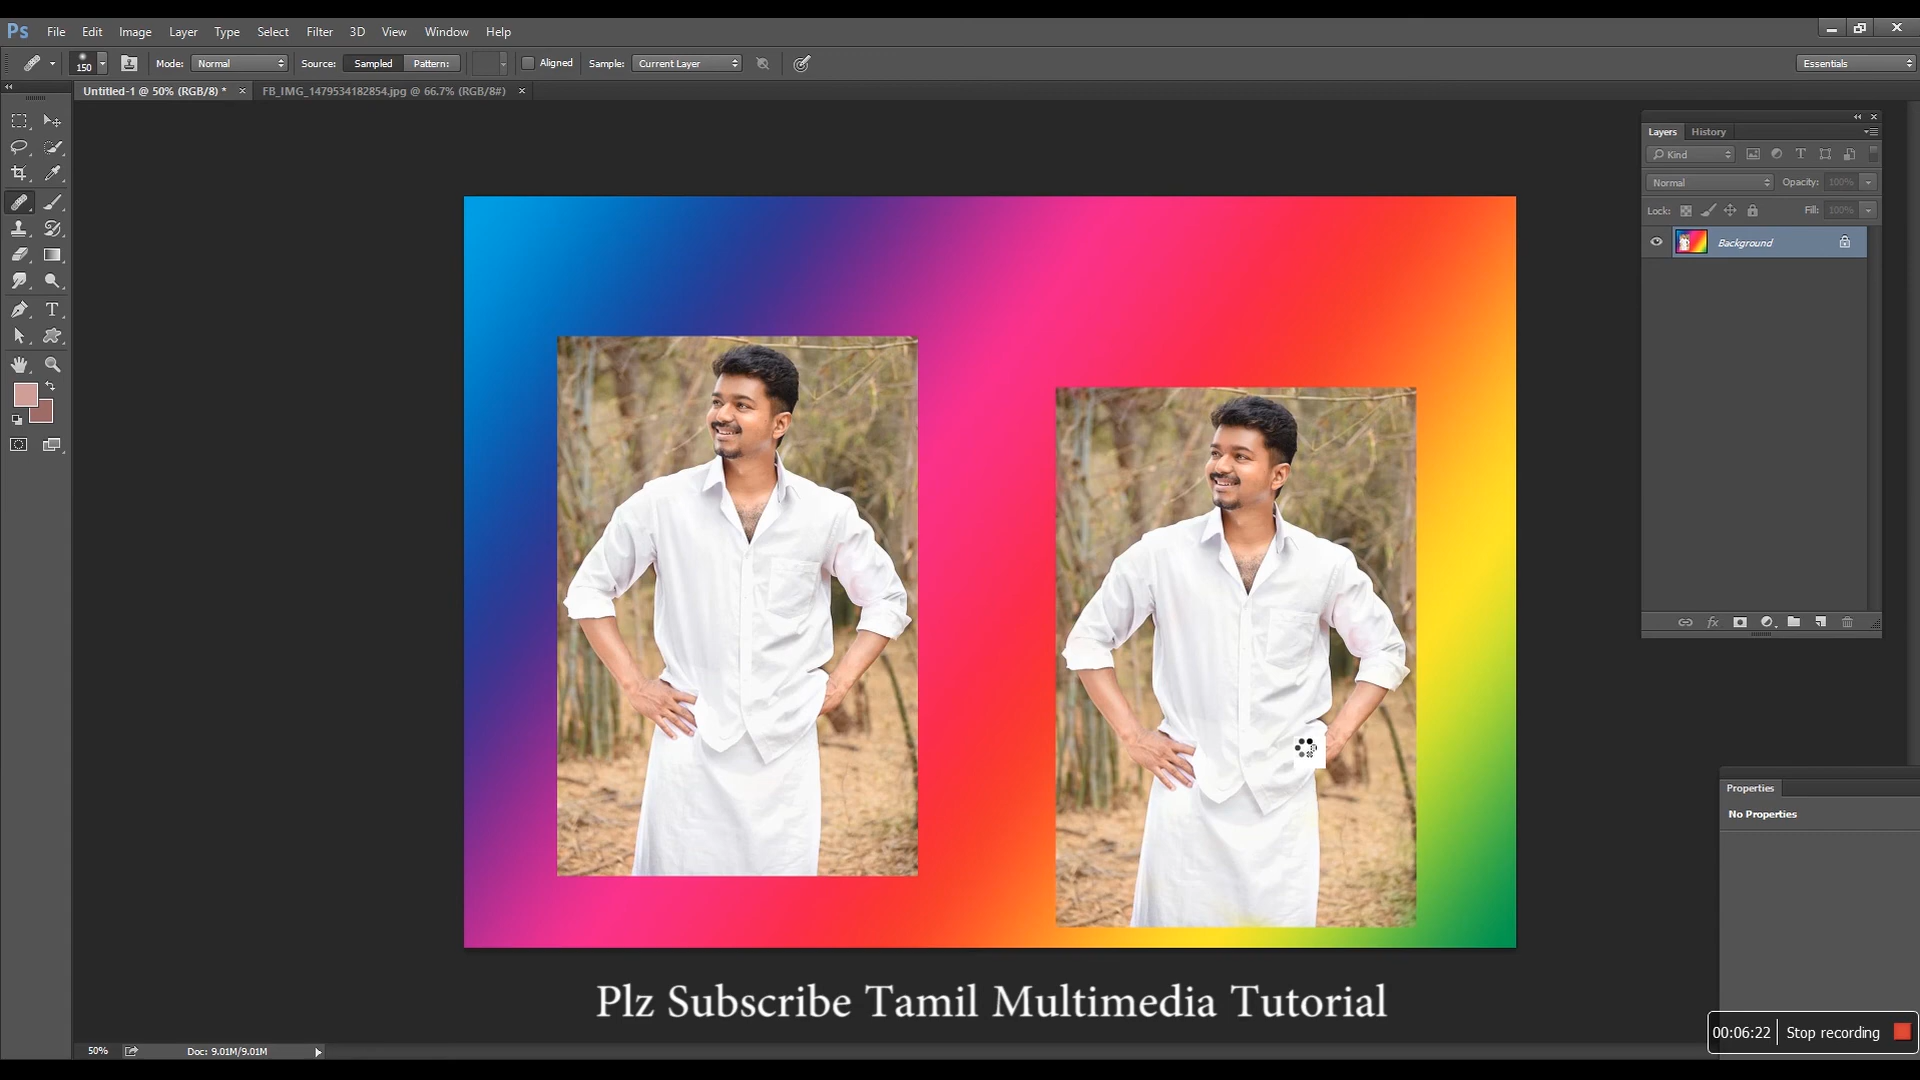 Ps File Edit Image Layer Type Select Filter 3D View Window Help
150 Mode: Normal Source: Sampled Pattern: Aligned Sample: Current Layer Essentials
Untitled-1 @ 50% (RGB/8) * × FB_IMG_1479534182854.jpg @ 66.7% (RGB/8#) ×
Layers History
Kind
Normal Opacity: 100%
Lock: Fill: 100%
Background
fx
Properties
No Properties
Plz Subscribe Tamil Multimedia Tutorial
00:06:22 Stop recording
50% Doc: 9.01M/9.01M